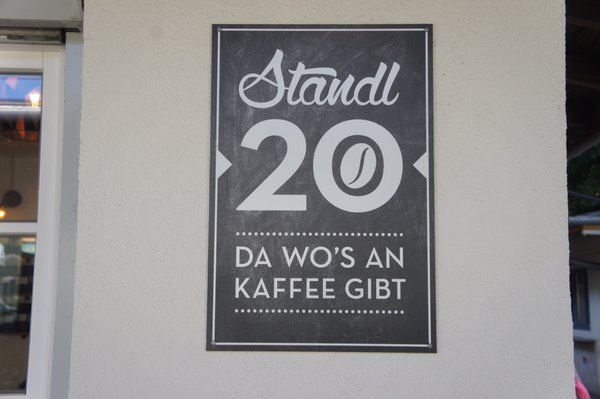 Standl
20
DA WO'S AN
KAFFEE GIBT